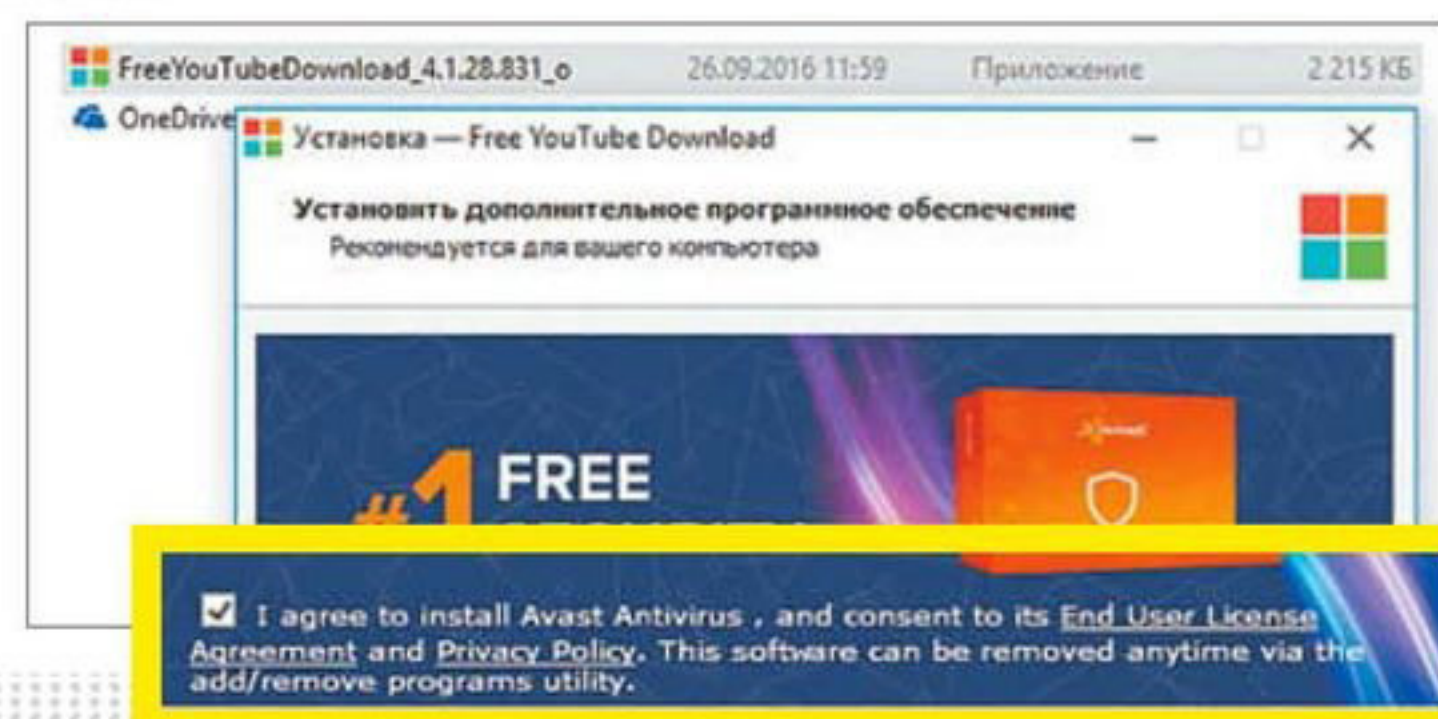 FreeYouTubeDownload_4.1.28.831_o 26.09.2016 11:59 Приложение 2 215 КБ
OneDrive
Установка — Free YouTube Download
Установить дополнительное программное обеспечение
Рекомендуется для вашего компьютера
#1 FREE
I agree to install Avast Antivirus , and consent to its End User License
Agreement and Privacy Policy. This software can be removed anytime via the
add/remove programs utility.